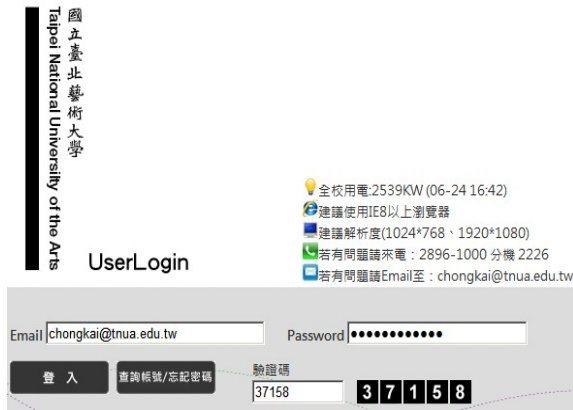 國立臺北藝術大學
Taipei National University of the Arts
UserLogin
全校用電:2539KW (06-24 16:42)
建議使用IE8以上瀏覽器
建議解析度(1024*768、1920*1080)
若有問題請來電：2896-1000 分機 2226
若有問題請Email至：chongkai@tnua.edu.tw
Email chongkai@tnua.edu.tw Password ●●●●●●●●●●●●
登 入 查詢帳號/忘記密碼
驗證碼
37158 3 7 1 5 8